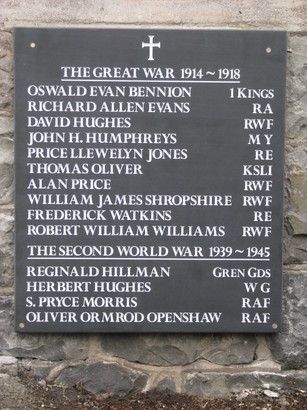 THE GREAT WAR 1914~1918
OSWALD EVAN BENNION 1 KINGS
RICHARD ALLEN EVANS RA
DAVID HUGHES RWF
JOHN H. HUMPHREYS MY
PRICE LLEWELYN JONES RE
THOMAS OLIVER KSLI
ALAN PRICE RWF
WILLIAM JAMES SHROPSHIRE RWF
FREDERICK WATKINS RE
ROBERT WILLIAM WILLIAMS RWF
THE SECOND WORLD WAR 1939~1945
REGINALD HILLMAN GREN GDS
HERBERT HUGHES WG
S. PRYCE MORRIS RAF
OLIVER ORMROD OPENSHAW RAF